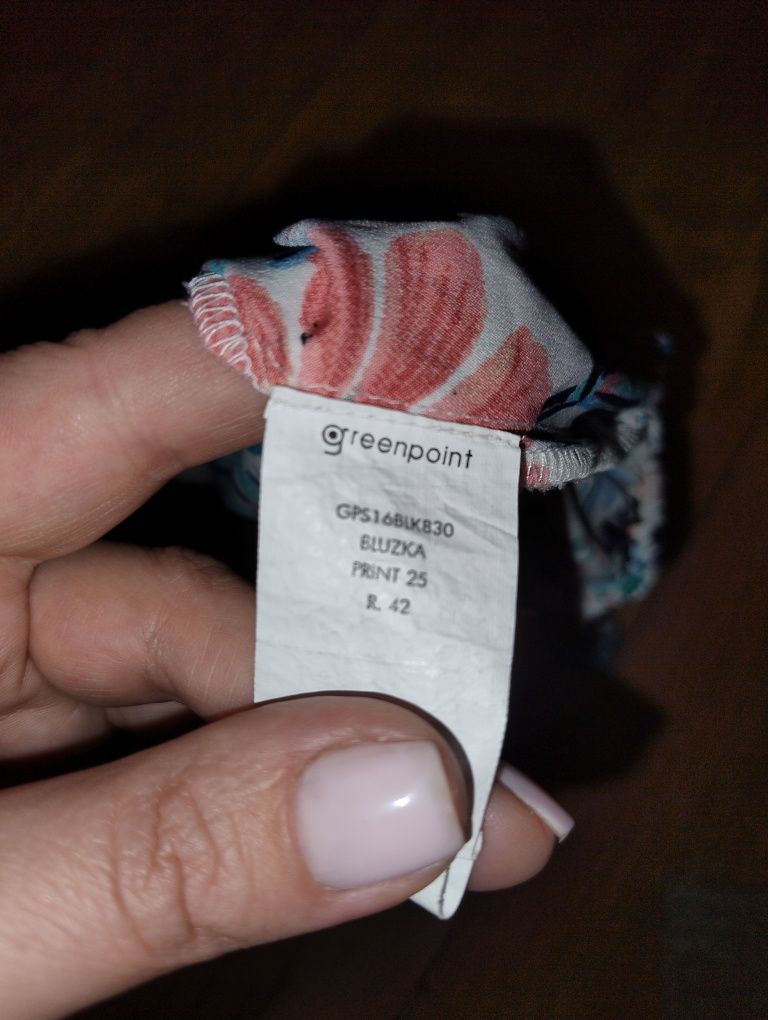 greenpoint
GPS16BLK830
BLUZKA
PRINT 25
R. 42